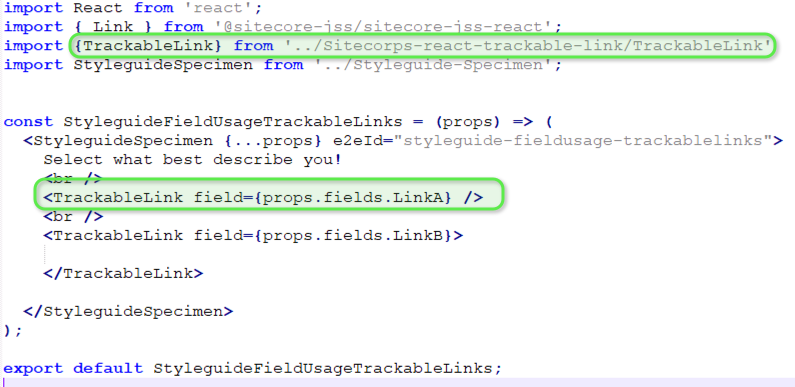 import React from 'react';
import { Link } from '@sitecore-jss/sitecore-jss-react';
import {TrackableLink} from '../Sitecorps-react-trackable-link/TrackableLink'
import StyleguideSpecimen from '../Styleguide-Specimen';
const StyleguideFieldUsageTrackableLinks = (props) => (
<StyleguideSpecimen {...props} e2eId="styleguide-fieldusage-trackablelinks">
Select what best describe you!
<br />
<TrackableLink field={props.fields.LinkA} />
<br />
<TrackableLink field={props.fields.LinkB}>
</TrackableLink>
</StyleguideSpecimen>
);
export default StyleguideFieldUsageTrackableLinks;